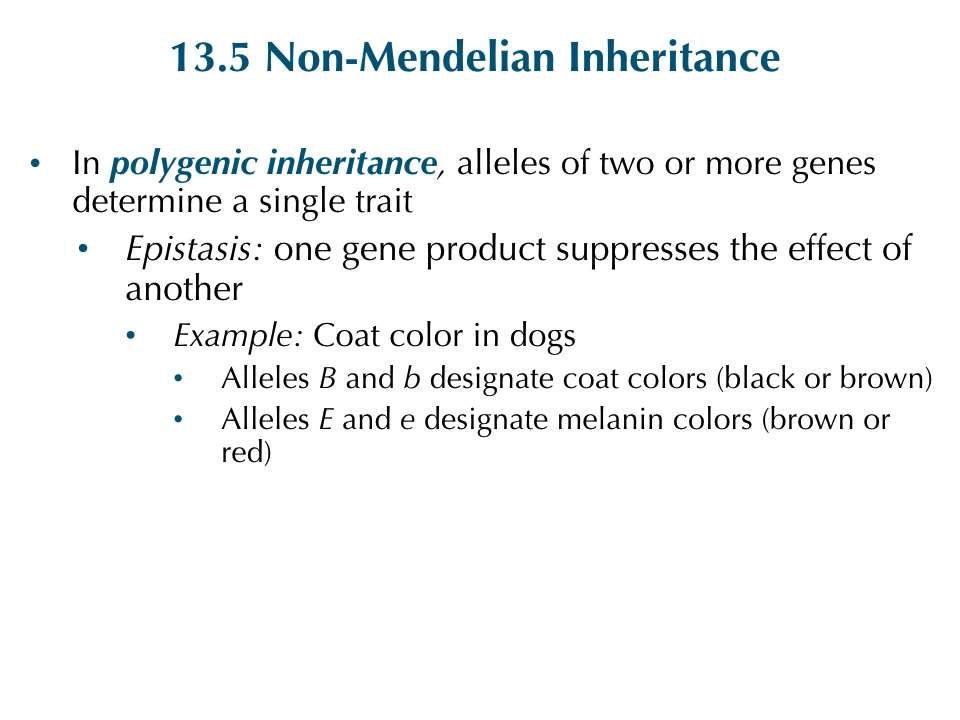 13.5 Non-Mendelian Inheritance
• In polygenic inheritance, alleles of two or more genes
determine a single trait
• Epistasis: one gene product suppresses the effect of
another
• Example: Coat color in dogs
• Alleles B and b designate coat colors (black or brown)
• Alleles E and e designate melanin colors (brown or
red)